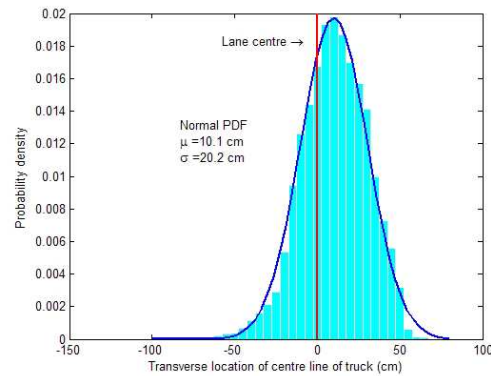 0.02
0.018
0.016
0.014
0.012
0.01
0.008
0.006
0.004
0.002
0
Lane centre →
Normal PDF
μ =10.1 cm
σ =20.2 cm
Probability density
-150
-100
-50
0
50
100
Transverse location of centre line of truck (cm)